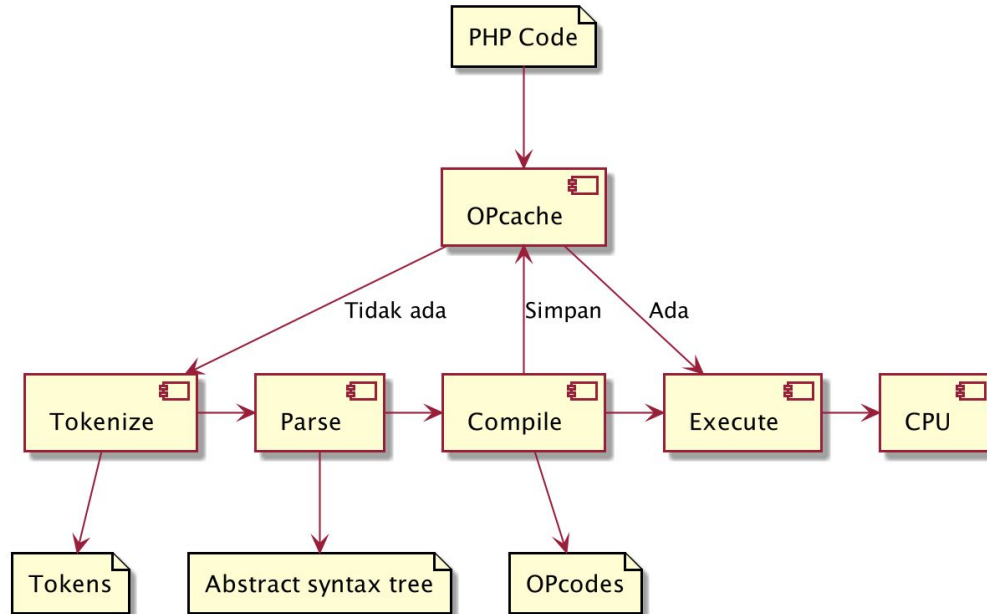 PHP Code
OPcache
Tidak ada
Simpan
Ada
Tokenize
Parse
Compile
Execute
CPU
Tokens
Abstract syntax tree
OPcodes